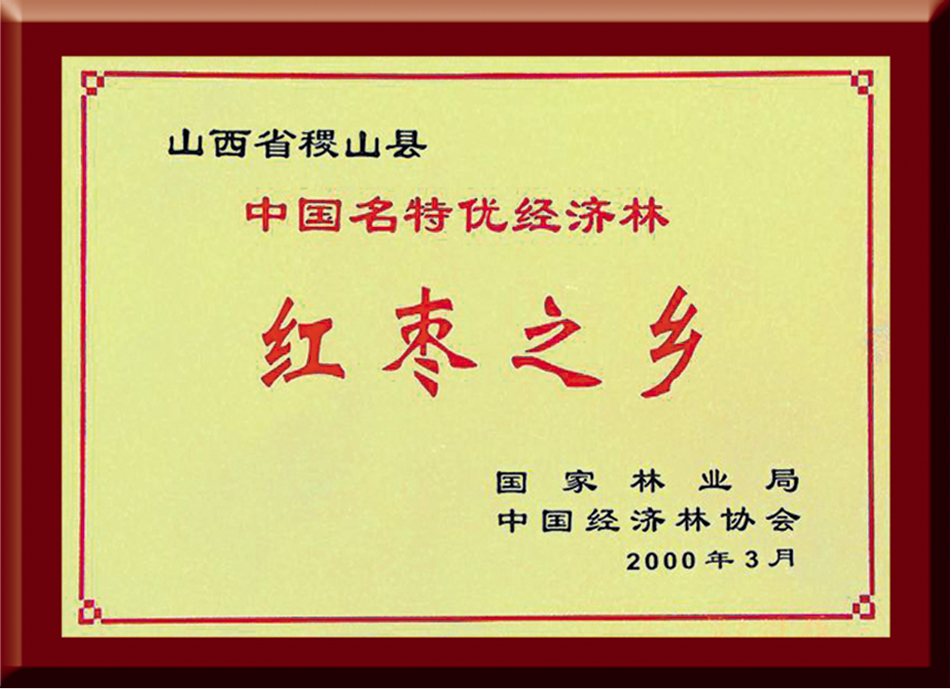 山西省稷山县
中国名特优经济林
红枣之乡
国家林业局
中国经济林协会
2000年3月